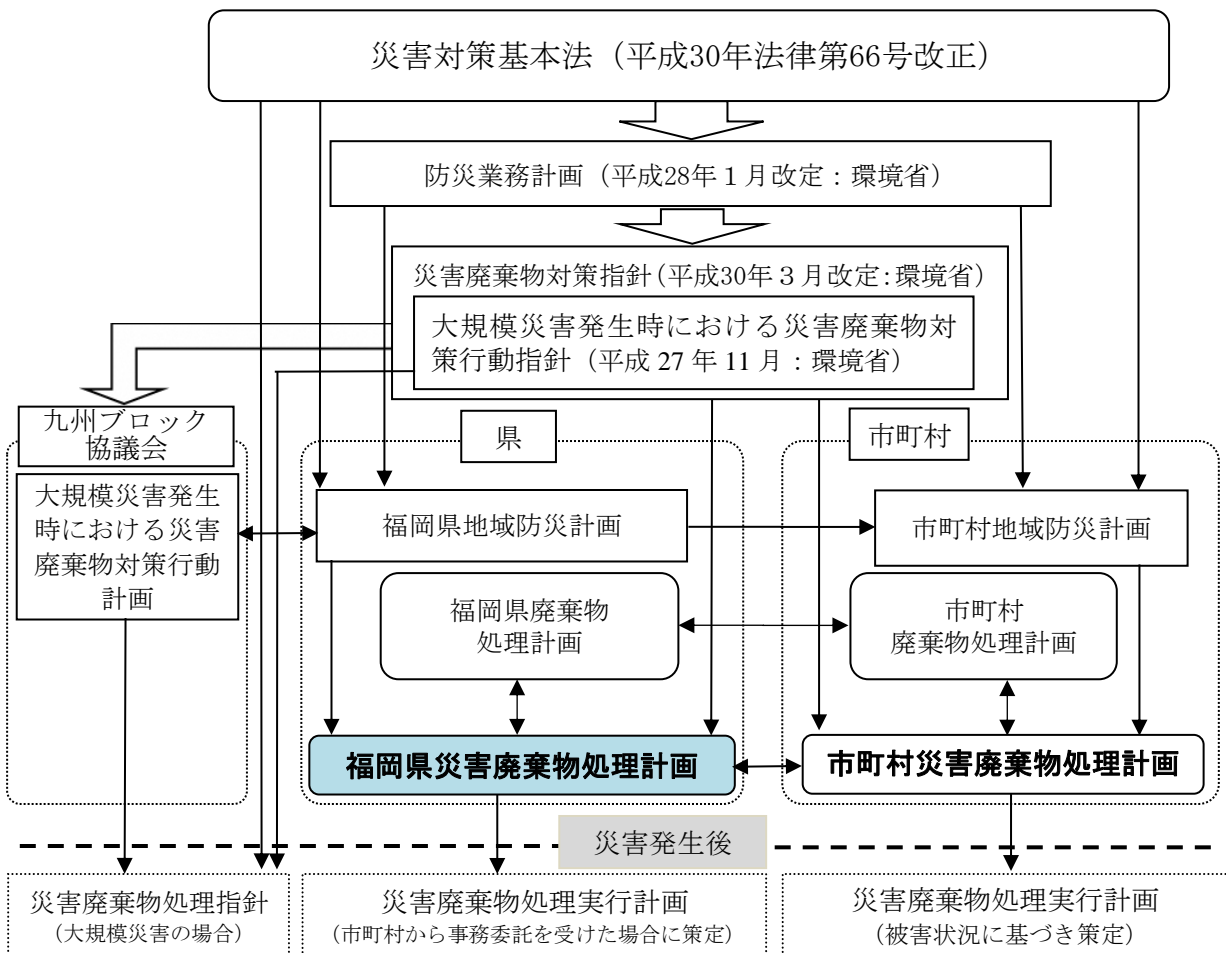 災害対策基本法（平成30年法律第66号改正）
防災業務計画（平成28年１月改定：環境省）
災害廃棄物対策指針（平成30年３月改定：環境省）
大規模災害発生時における災害廃棄物対
策行動指針（平成 27 年 11 月：環境省）
九州ブロック
協議会
県
市町村
大規模災害発生
時における災害
廃棄物対策行動
計画
福岡県地域防災計画
市町村地域防災計画
福岡県廃棄物
処理計画
市町村
廃棄物処理計画
福岡県災害廃棄物処理計画
市町村災害廃棄物処理計画
災害発生後
災害廃棄物処理指針
（大規模災害の場合）
災害廃棄物処理実行計画
（市町村から事務委託を受けた場合に策定）
災害廃棄物処理実行計画
（被害状況に基づき策定）